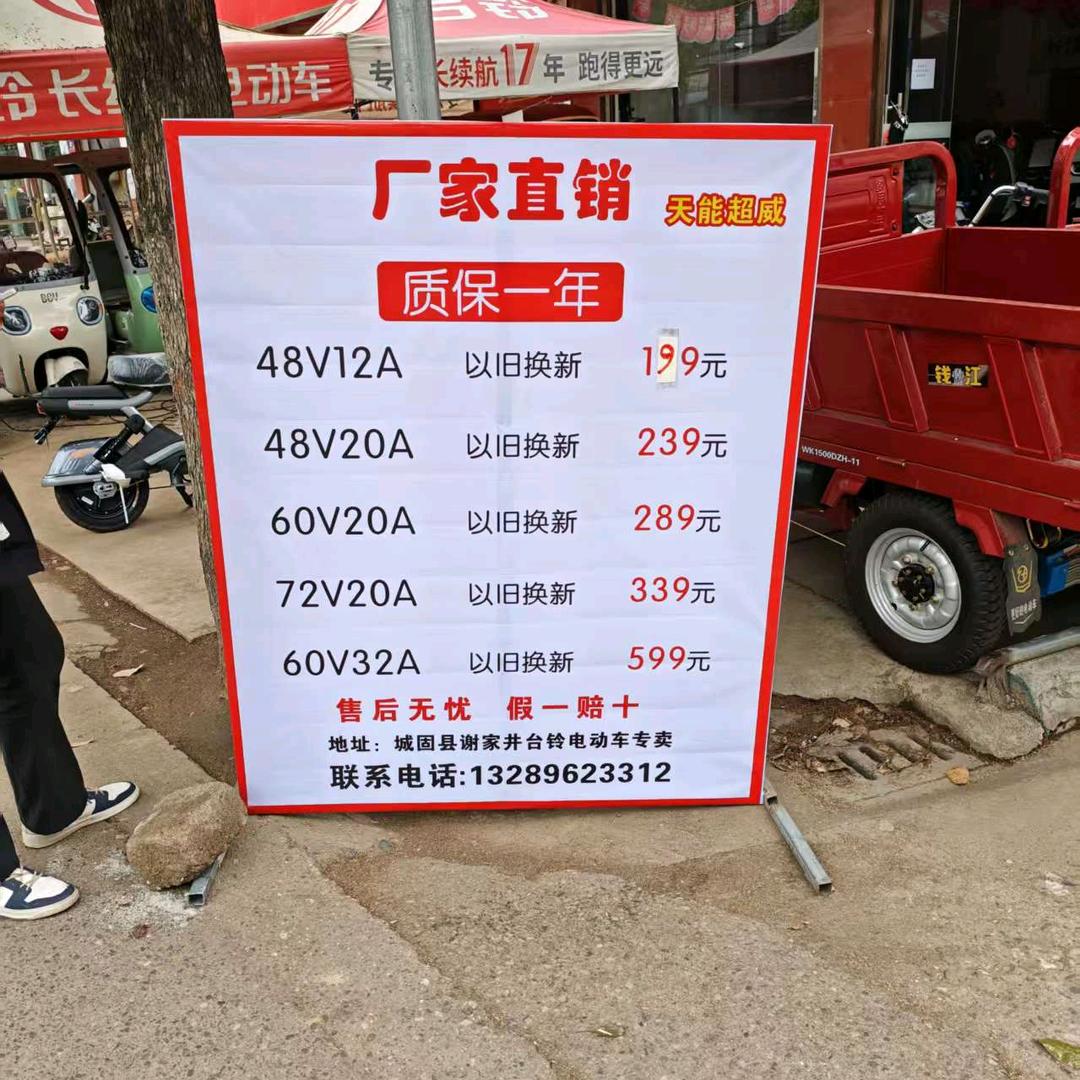 电动车
长续航17年 跑得更远
厂家直销
天能超威
质保一年
48V12A 以旧换新 199元
48V20A 以旧换新 239元
60V20A 以旧换新 289元
72V20A 以旧换新 339元
60V32A 以旧换新 599元
售后无忧 假一赔十
地址：城固县谢家井台铃电动车专卖
联系电话:13289623312
钱江
WK1500DZH-11